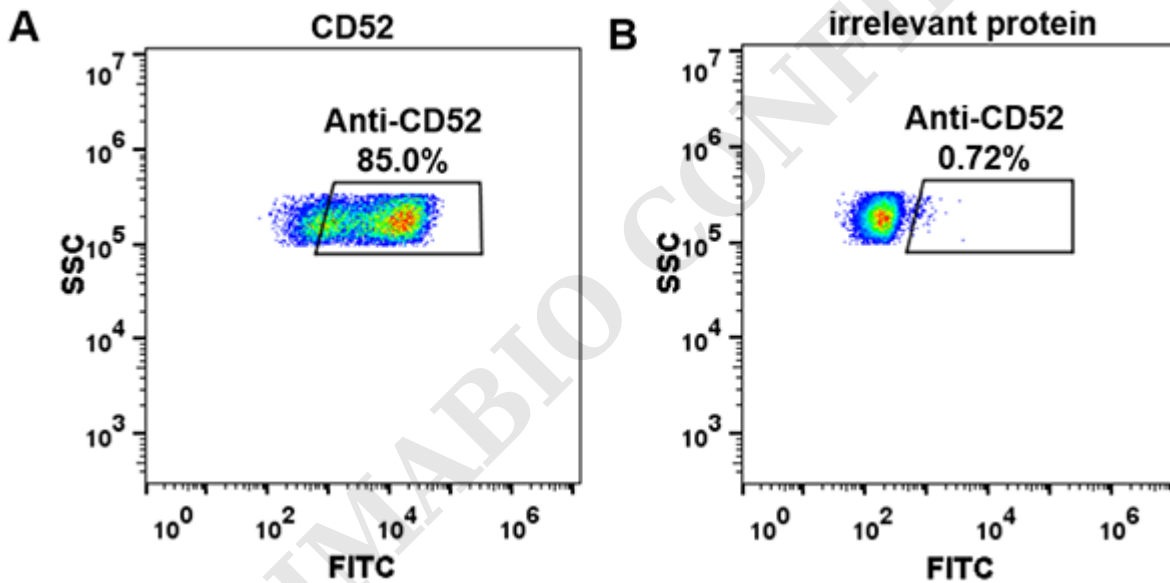 A
CD52
10^7
10^6
10^5
10^4
10^3
SSC
Anti-CD52
85.0%
10^0 10^2 10^4 10^6
FITC
B
irrelevant protein
10^7
10^6
10^5
10^4
10^3
SSC
Anti-CD52
0.72%
10^0 10^2 10^4 10^6
FITC
IMABIO